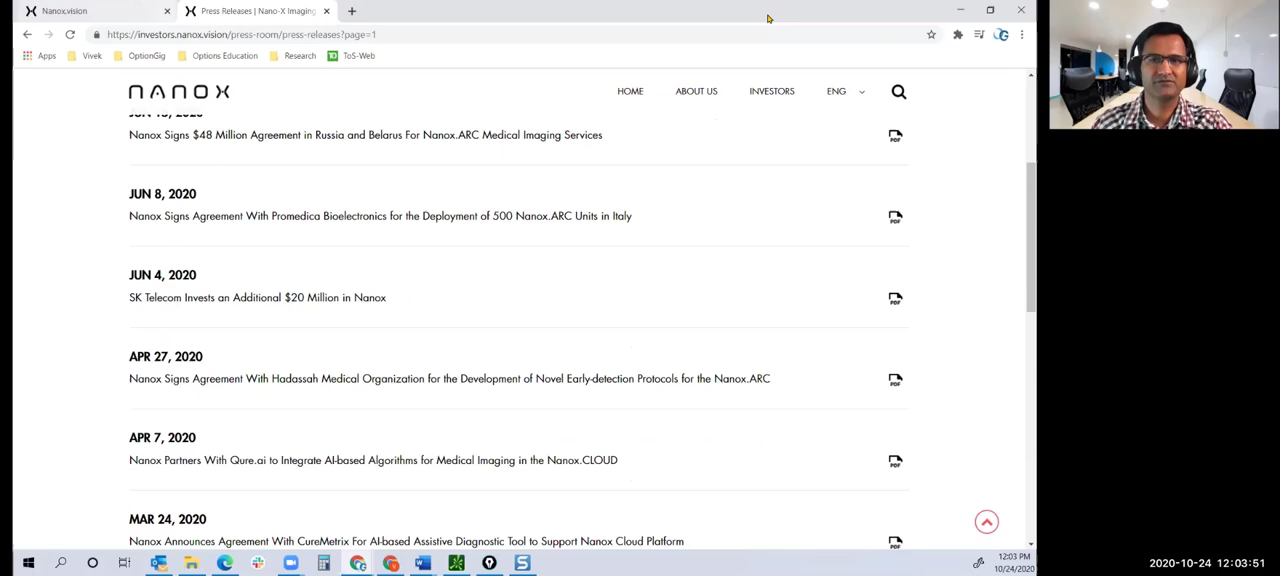 Nanox.vision
Press Releases | Nano-X Imaging
https://investors.nanox.vision/press-room/press-releases?page=1
Apps Vivek OptionGig Options Education Research ToS-Web
NANOX HOME ABOUT US INVESTORS ENG
Nanox Signs $48 Million Agreement in Russia and Belarus For Nanox.ARC Medical Imaging Services
PDF
JUN 8, 2020
Nanox Signs Agreement With Promedica Bioelectronics for the Deployment of 500 Nanox.ARC Units in Italy
PDF
JUN 4, 2020
SK Telecom Invests an Additional $20 Million in Nanox
PDF
APR 27, 2020
Nanox Signs Agreement With Hadassah Medical Organization for the Development of Novel Early-detection Protocols for the Nanox.ARC
PDF
APR 7, 2020
Nanox Partners With Qure.ai to Integrate AI-based Algorithms for Medical Imaging in the Nanox.CLOUD
PDF
MAR 24, 2020
Nanox Announces Agreement With CureMetrix For AI-based Assistive Diagnostic Tool to Support Nanox Cloud Platform
12:03 PM
10/24/2020
2020-10-24 12:03:51